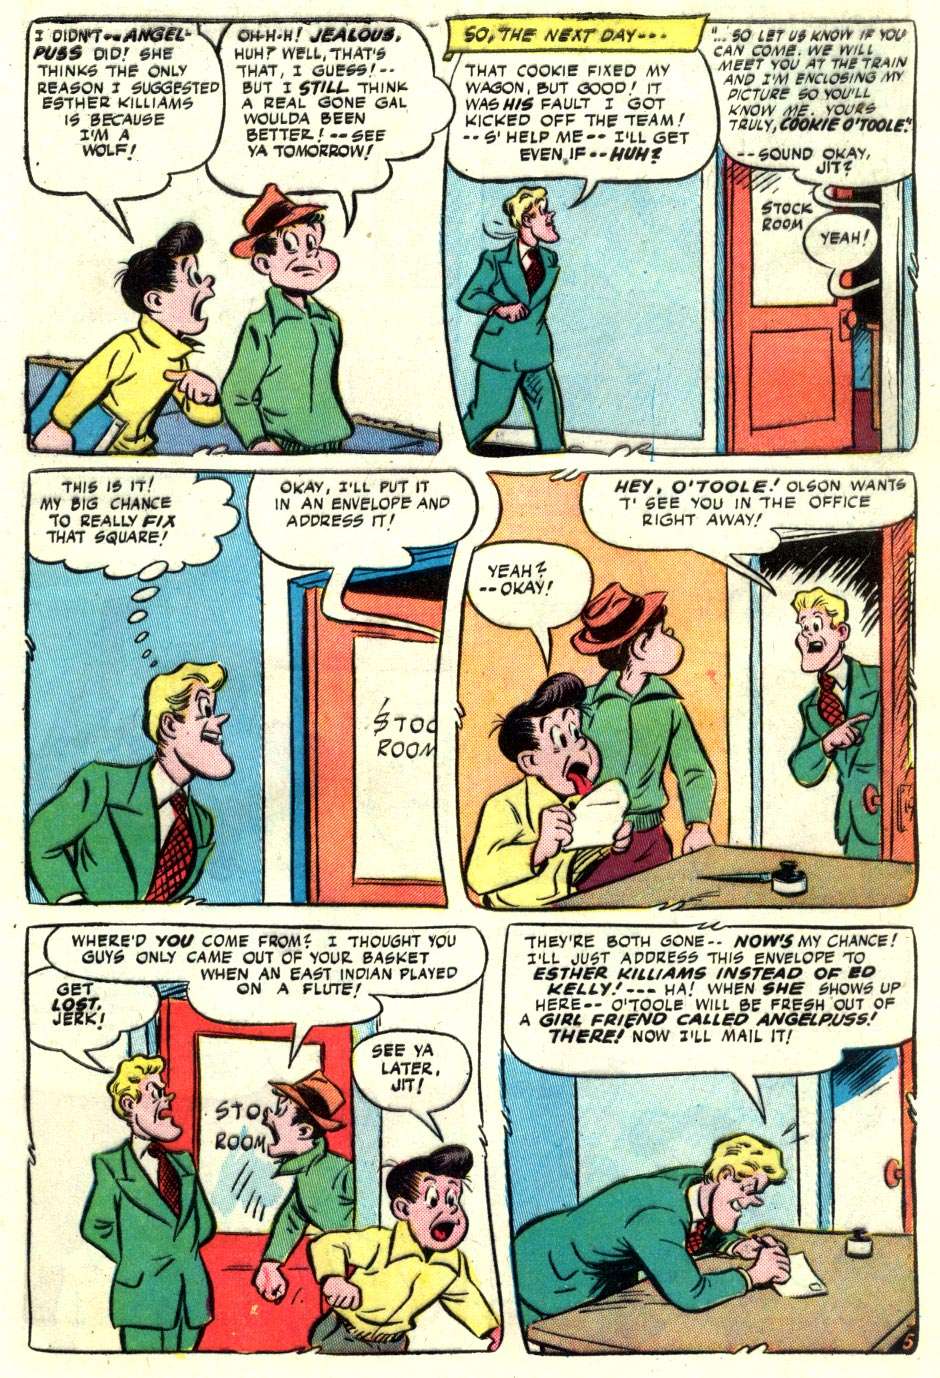 I DIDN'T -- ANGEL-
PUSS DID! SHE
THINKS THE ONLY
REASON I SUGGESTED
ESTHER KILLIAMS
IS BECAUSE
I'M A
WOLF!
OH-H-H! JEALOUS,
HUH? WELL, THAT'S
THAT, I GUESS! --
BUT I STILL THINK
A REAL GONE GAL
WOULDA BEEN
BETTER! -- SEE
YA TOMORROW!
SO, THE NEXT DAY---
THAT COOKIE FIXED MY
WAGON, BUT GOOD! IT
WAS HIS FAULT I GOT
KICKED OFF THE TEAM!
-- S' HELP ME -- I'LL GET
EVEN IF -- HUH?
"... SO LET US KNOW IF YOU
CAN COME. WE WILL
MEET YOU AT THE TRAIN
AND I'M ENCLOSING MY
PICTURE SO YOU'LL
KNOW ME. YOURS
TRULY, COOKIE O'TOOLE."
-- SOUND OKAY,
JIT?
YEAH!
STOCK
ROOM
THIS IS IT!
MY BIG CHANCE
TO REALLY FIX
THAT SQUARE!
OKAY, I'LL PUT IT
IN AN ENVELOPE AND
ADDRESS IT!
STOC
ROOM
HEY, O'TOOLE! OLSON WANTS
T' SEE YOU IN THE OFFICE
RIGHT AWAY!
YEAH?
-- OKAY!
WHERE'D YOU COME FROM? I THOUGHT YOU
GUYS ONLY CAME OUT OF YOUR BASKET
WHEN AN EAST INDIAN PLAYED
ON A FLUTE!
GET
LOST,
JERK!
SEE YA
LATER,
JIT!
STO
ROOM
THEY'RE BOTH GONE -- NOW'S MY CHANCE!
I'LL JUST ADDRESS THIS ENVELOPE TO
ESTHER KILLIAMS INSTEAD OF ED
KELLY! --- HA! WHEN SHE SHOWS UP
HERE -- O'TOOLE WILL BE FRESH OUT OF
A GIRL FRIEND CALLED ANGELPUSS!
THERE! NOW I'LL MAIL IT!
5